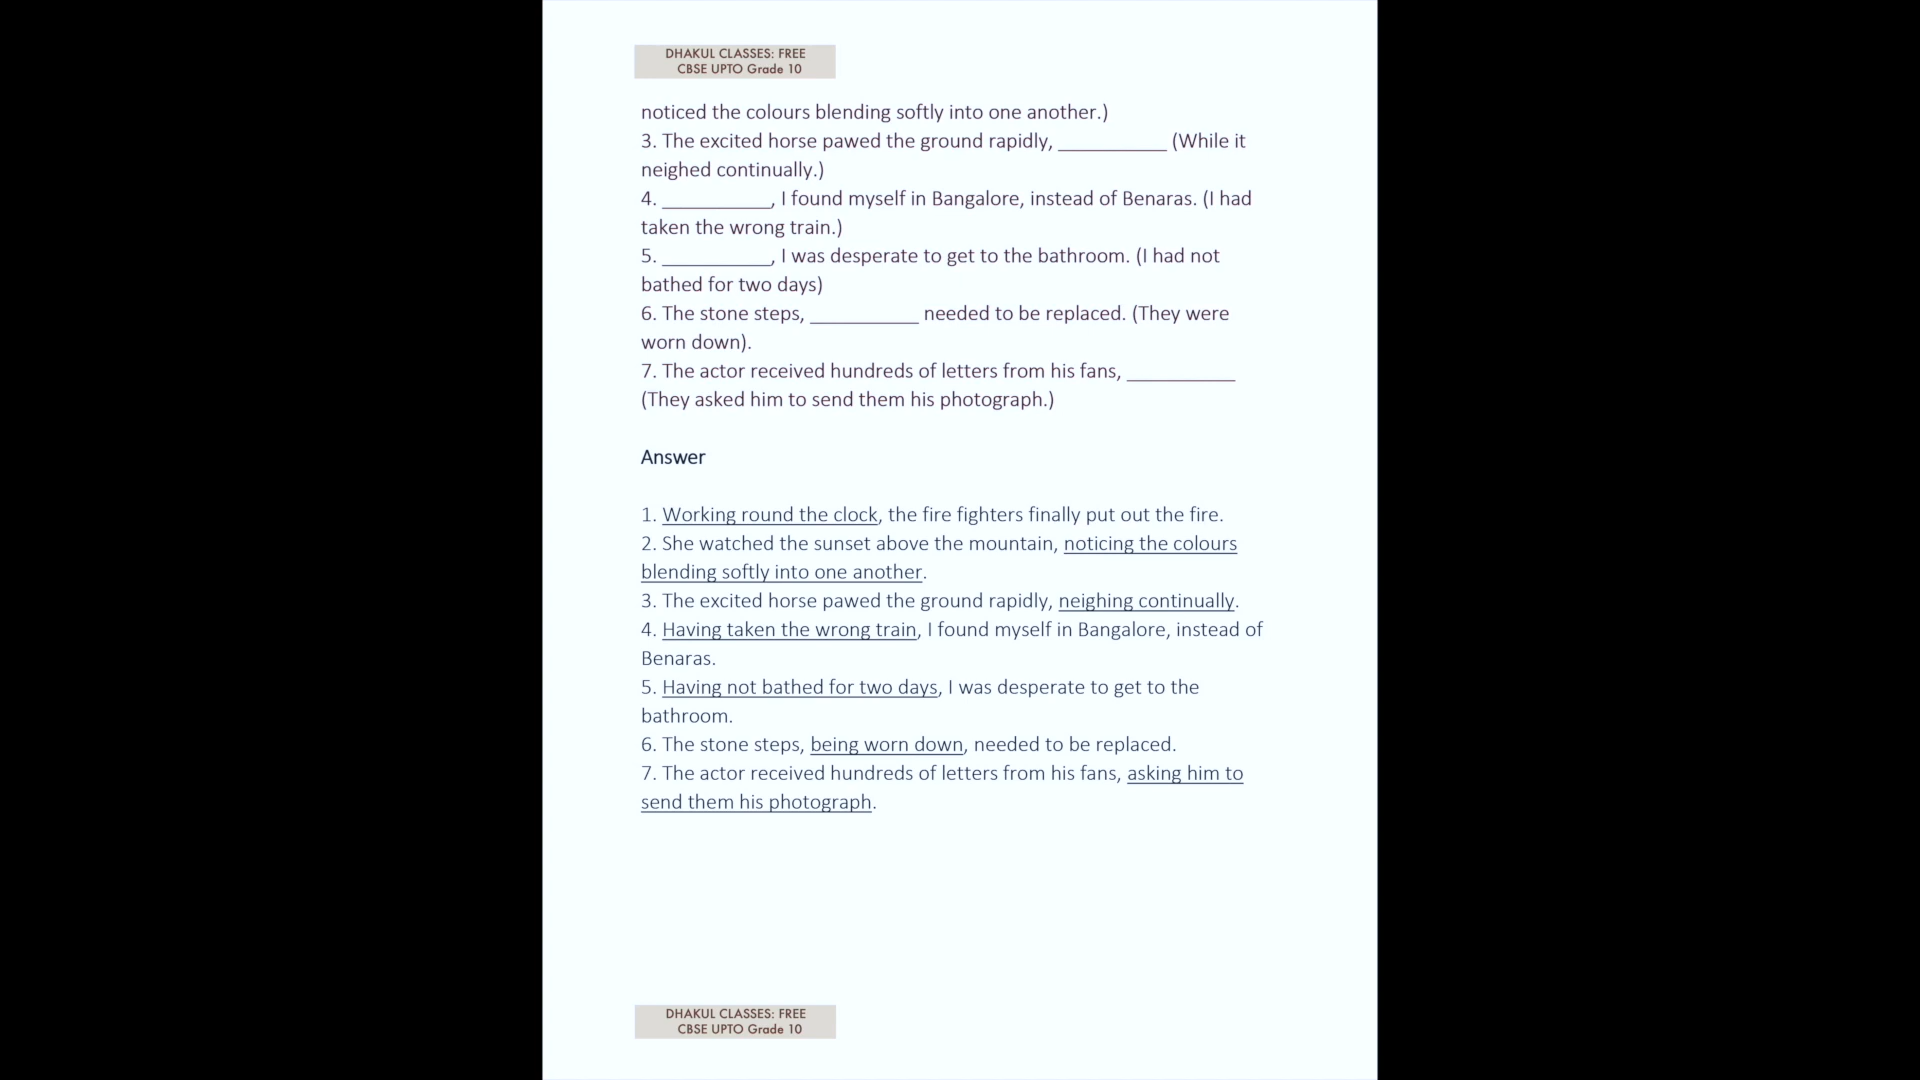 DHAKUL CLASSES: FREE
CBSE UPTO Grade 10
noticed the colours blending softly into one another.)
3. The excited horse pawed the ground rapidly, __________ (While it
neighed continually.)
4. __________, I found myself in Bangalore, instead of Benaras. (I had
taken the wrong train.)
5. __________, I was desperate to get to the bathroom. (I had not
bathed for two days)
6. The stone steps, __________ needed to be replaced. (They were
worn down).
7. The actor received hundreds of letters from his fans, __________
(They asked him to send them his photograph.)
Answer
1. Working round the clock, the fire fighters finally put out the fire.
2. She watched the sunset above the mountain, noticing the colours
blending softly into one another.
3. The excited horse pawed the ground rapidly, neighing continually.
4. Having taken the wrong train, I found myself in Bangalore, instead of
Benaras.
5. Having not bathed for two days, I was desperate to get to the
bathroom.
6. The stone steps, being worn down, needed to be replaced.
7. The actor received hundreds of letters from his fans, asking him to
send them his photograph.
DHAKUL CLASSES: FREE
CBSE UPTO Grade 10